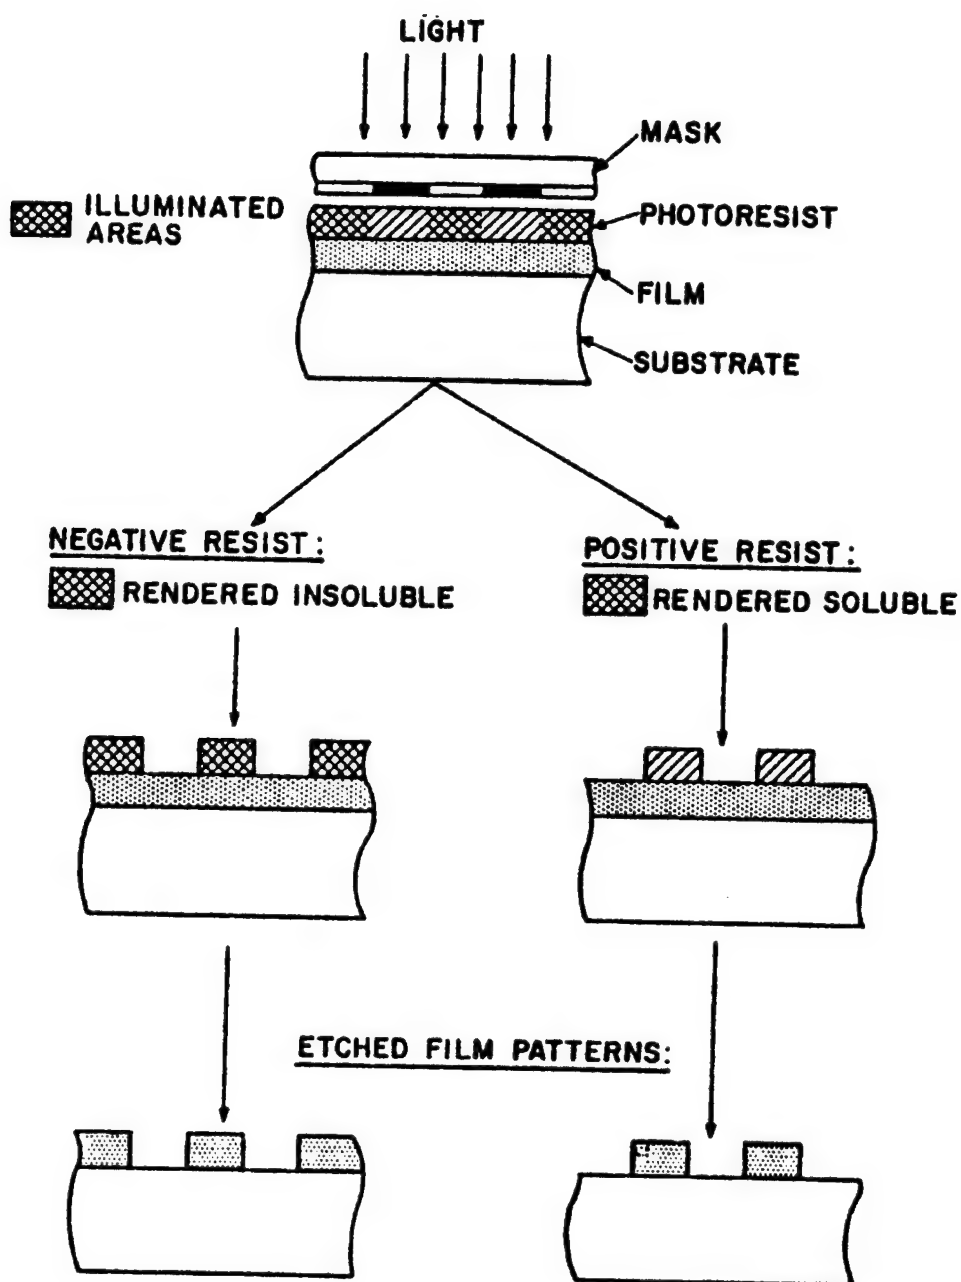 LIGHT
MASK
ILLUMINATED
AREAS
PHOTORESIST
FILM
SUBSTRATE
NEGATIVE RESIST:
RENDERED INSOLUBLE
POSITIVE RESIST:
RENDERED SOLUBLE
ETCHED FILM PATTERNS: